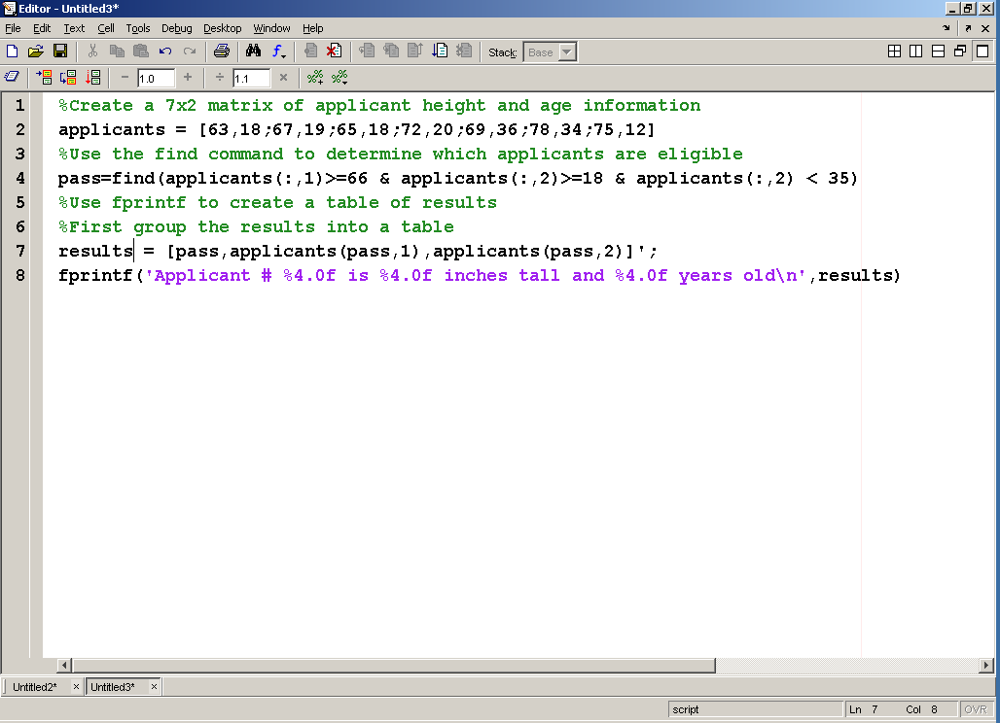 Editor - Untitled3*
File Edit Text Cell Tools Debug Desktop Window Help
Stack: Base
1.0 1.1
1 %Create a 7x2 matrix of applicant height and age information
2 applicants = [63,18;67,19;65,18;72,20;69,36;78,34;75,12]
3 %Use the find command to determine which applicants are eligible
4 pass=find(applicants(:,1)>=66 & applicants(:,2)>=18 & applicants(:,2) < 35)
5 %Use fprintf to create a table of results
6 %First group the results into a table
7 results = [pass,applicants(pass,1),applicants(pass,2)]';
8 fprintf('Applicant # %4.0f is %4.0f inches tall and %4.0f years old\n',results)
Untitled2* Untitled3*
script Ln 7 Col 8 OVR